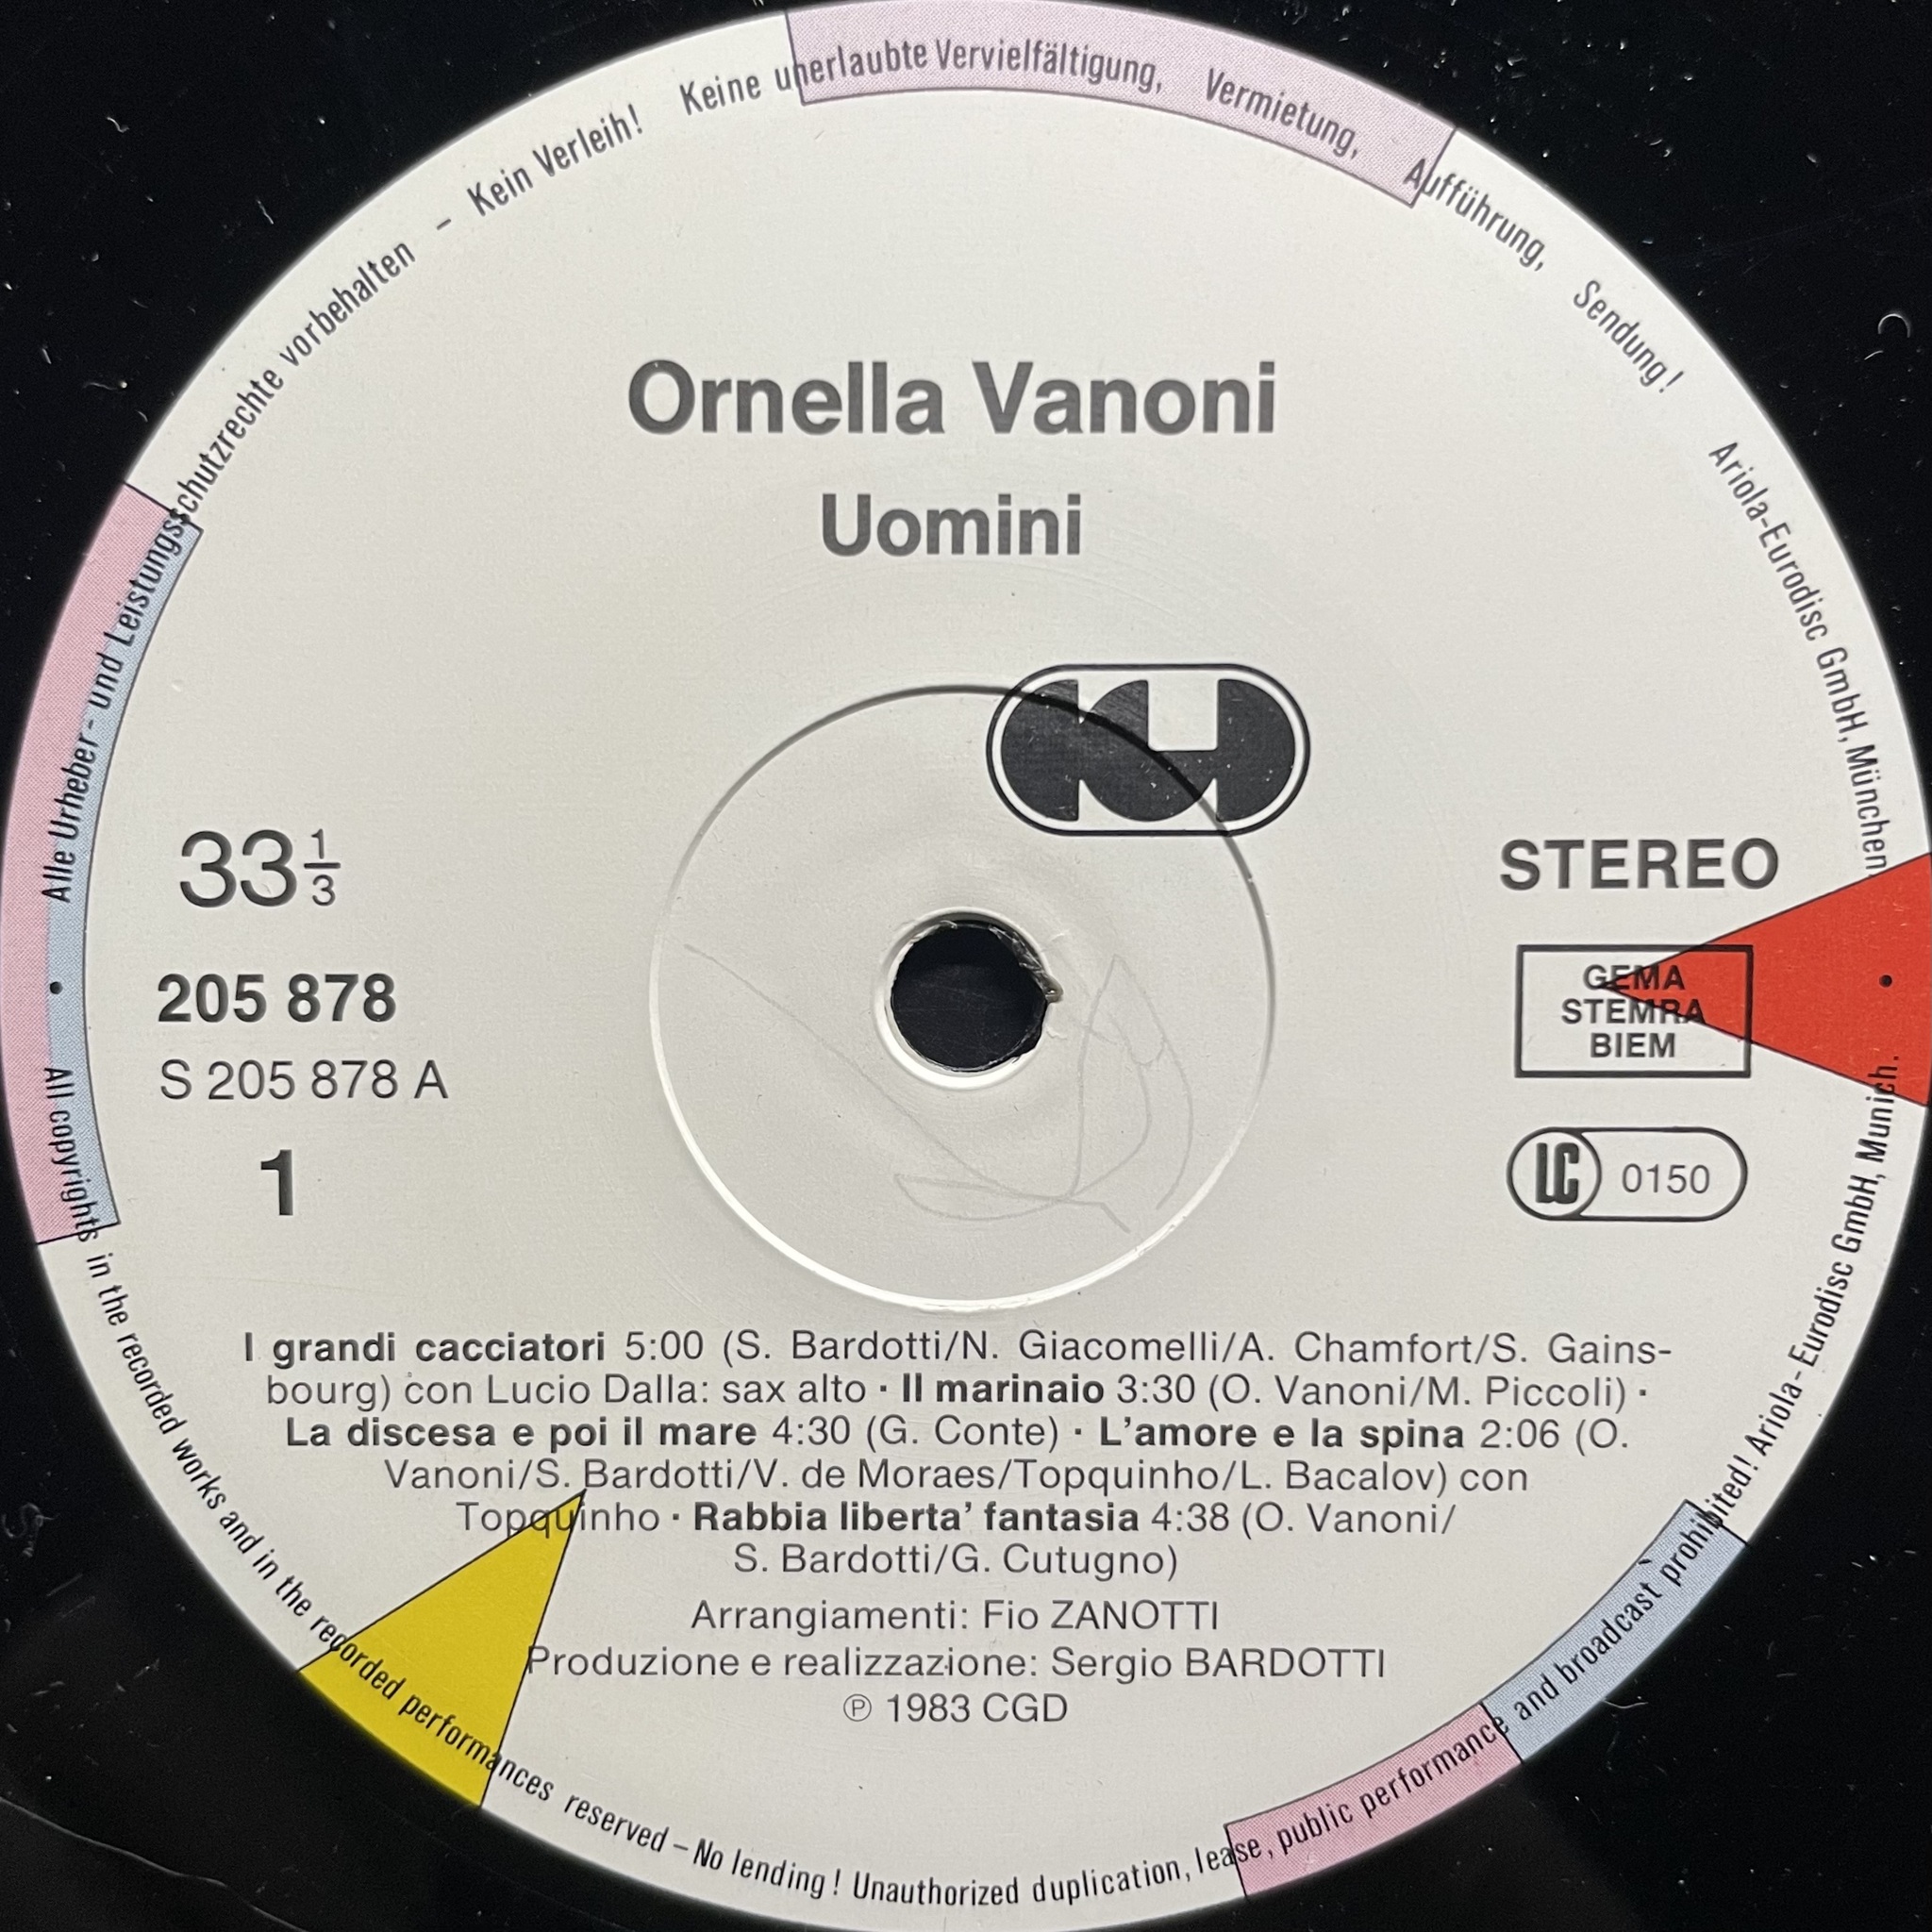 Alle Urheber- und Leistungsschutzrechte vorbehalten – Kein Verleih! Keine unerlaubte Vervielfältigung, Vermietung, Aufführung, Sendung! Ariola-Eurodisc GmbH, München
Ornella Vanoni
Uomini
33 1/3
205 878
S 205 878 A
1
STEREO
GEMA
STEMRA
BIEM
LC 0150
I grandi cacciatori 5:00 (S. Bardotti/N. Giacomelli/A. Chamfort/S. Gains-
bourg) con Lucio Dalla: sax alto · Il marinaio 3:30 (O. Vanoni/M. Piccoli) ·
La discesa e poi il mare 4:30 (G. Conte) · L'amore e la spina 2:06 (O.
Vanoni/S. Bardotti/V. de Moraes/Topquinho/L. Bacalov) con
Topquinho · Rabbia liberta' fantasia 4:38 (O. Vanoni/
S. Bardotti/G. Cutugno)
Arrangiamenti: Fio ZANOTTI
Produzione e realizzazione: Sergio BARDOTTI
℗ 1983 CGD
All copyrights in the recorded works and in the recorded performances reserved – No lending! Unauthorized duplication, lease, public performance and broadcast prohibited! Ariola-Eurodisc GmbH, Munich.